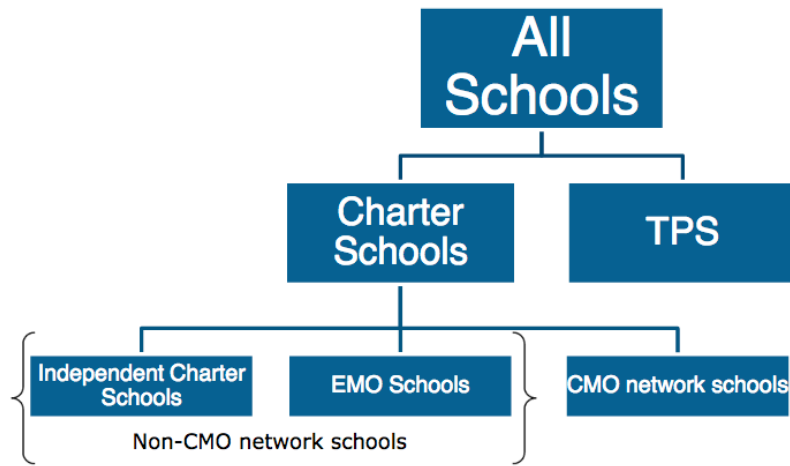 All
Schools
Charter
Schools
TPS
Independent Charter
Schools
EMO Schools
CMO network schools
Non-CMO network schools